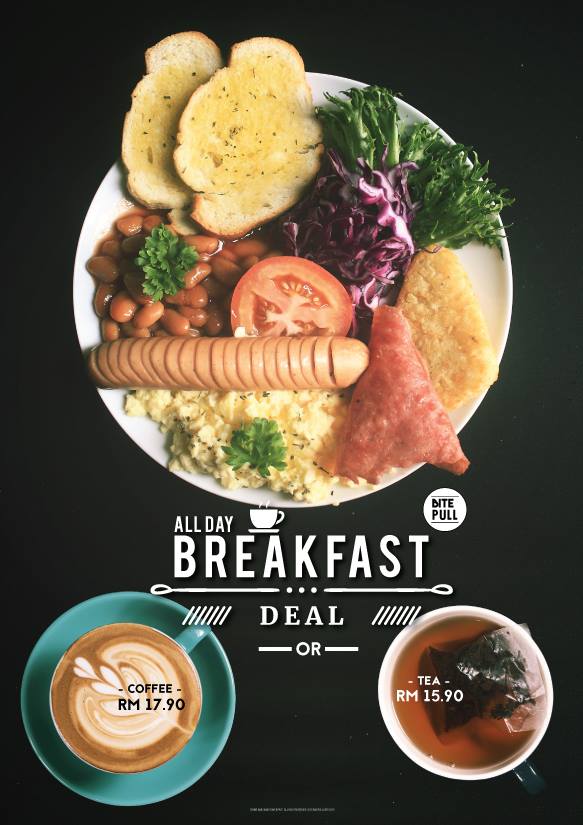 BITE
PULL
ALL DAY
BREAKFAST
DEAL
OR
- COFFEE -
RM 17.90
- TEA -
RM 15.90